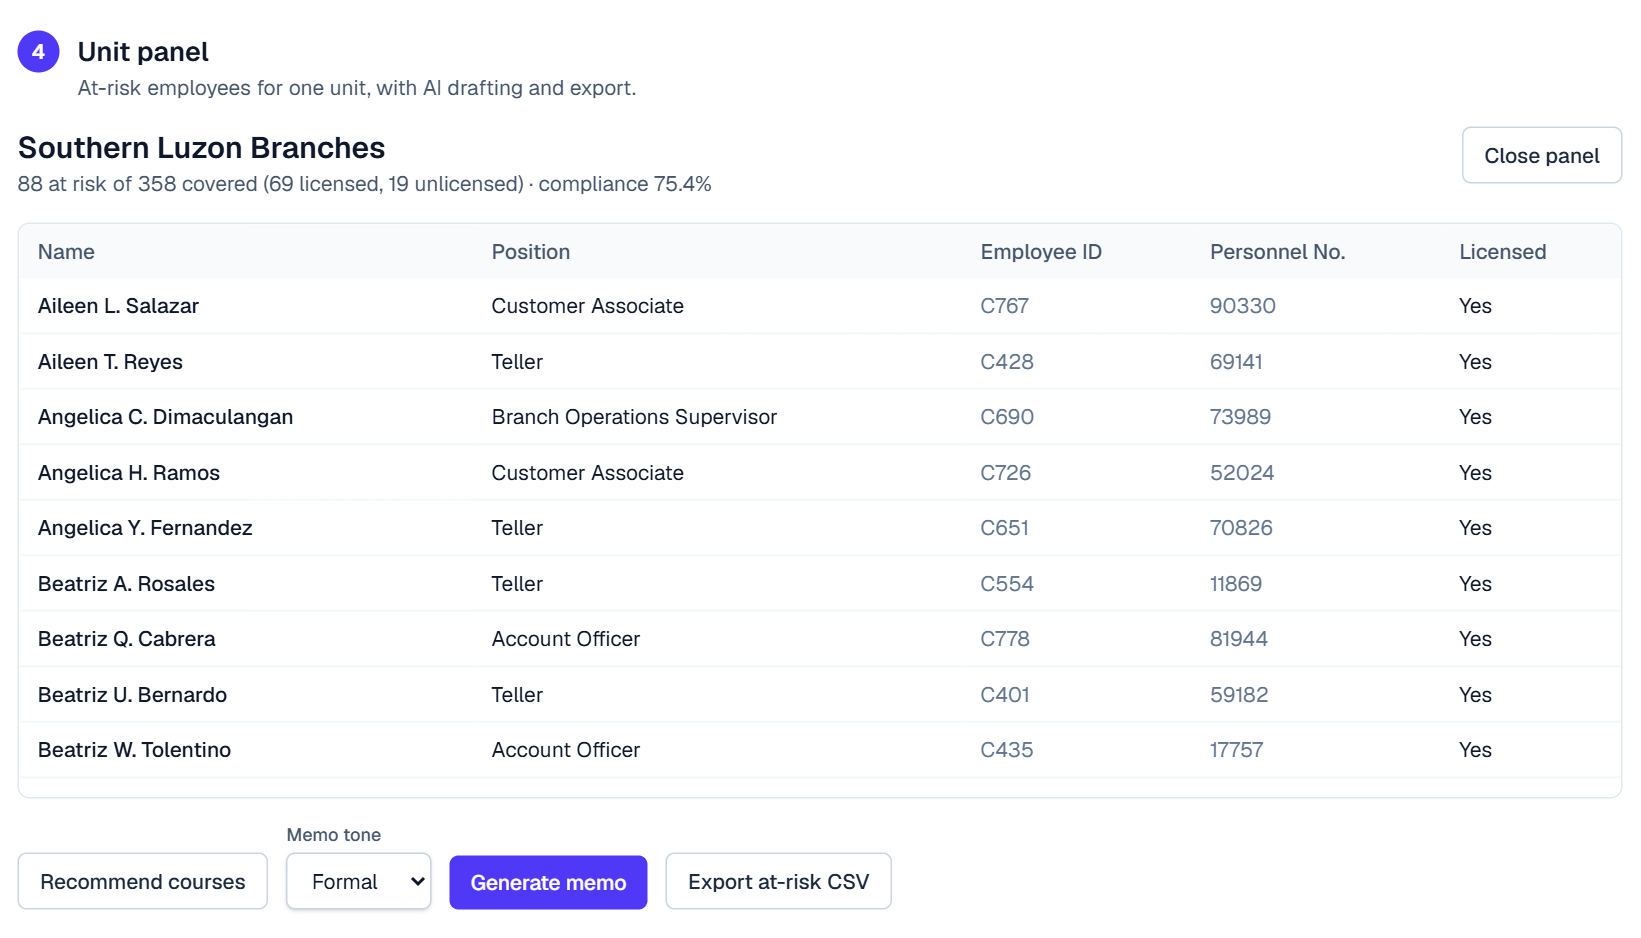 4
Unit panel
At-risk employees for one unit, with AI drafting and export.
Southern Luzon Branches
88 at risk of 358 covered (69 licensed, 19 unlicensed) · compliance 75.4%
Close panel
Name Position Employee ID Personnel No. Licensed
Aileen L. Salazar Customer Associate C767 90330 Yes
Aileen T. Reyes Teller C428 69141 Yes
Angelica C. Dimaculangan Branch Operations Supervisor C690 73989 Yes
Angelica H. Ramos Customer Associate C726 52024 Yes
Angelica Y. Fernandez Teller C651 70826 Yes
Beatriz A. Rosales Teller C554 11869 Yes
Beatriz Q. Cabrera Account Officer C778 81944 Yes
Beatriz U. Bernardo Teller C401 59182 Yes
Beatriz W. Tolentino Account Officer C435 17757 Yes
Memo tone
Recommend courses Formal Generate memo Export at-risk CSV